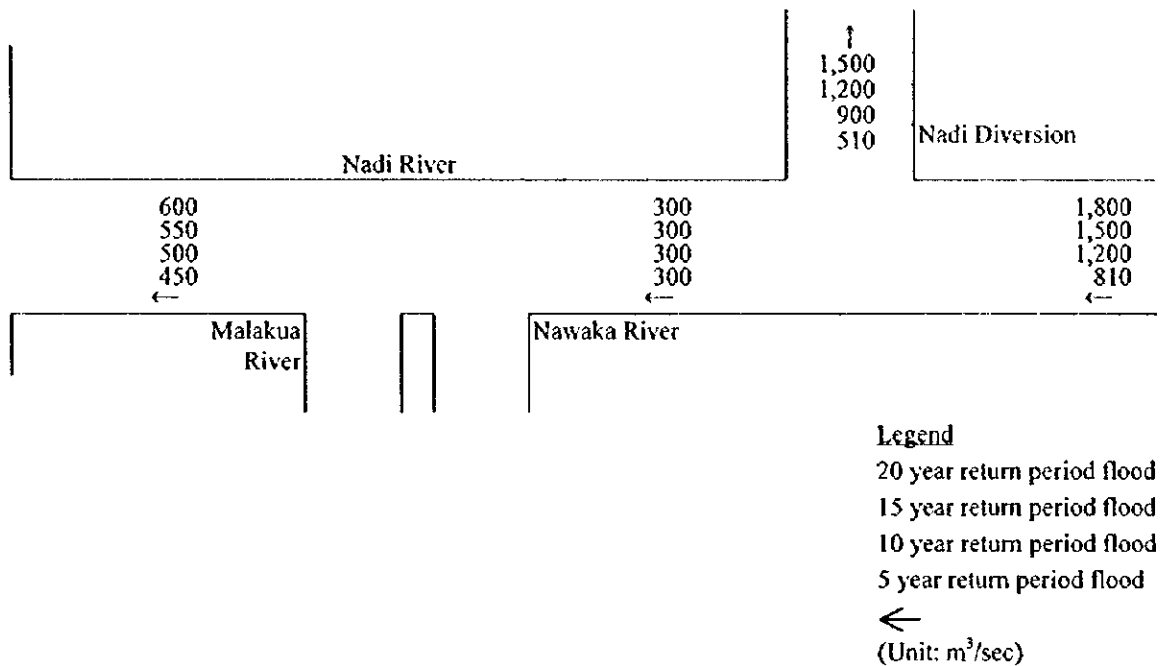 ↑
1,500
1,200
900
510
Nadi Diversion
Nadi River
600
550
500
450
←
300
300
300
300
←
1,800
1,500
1,200
810
←
Malakua
River
Nawaka River
Legend
20 year return period flood
15 year return period flood
10 year return period flood
5 year return period flood
←
(Unit: m³/sec)